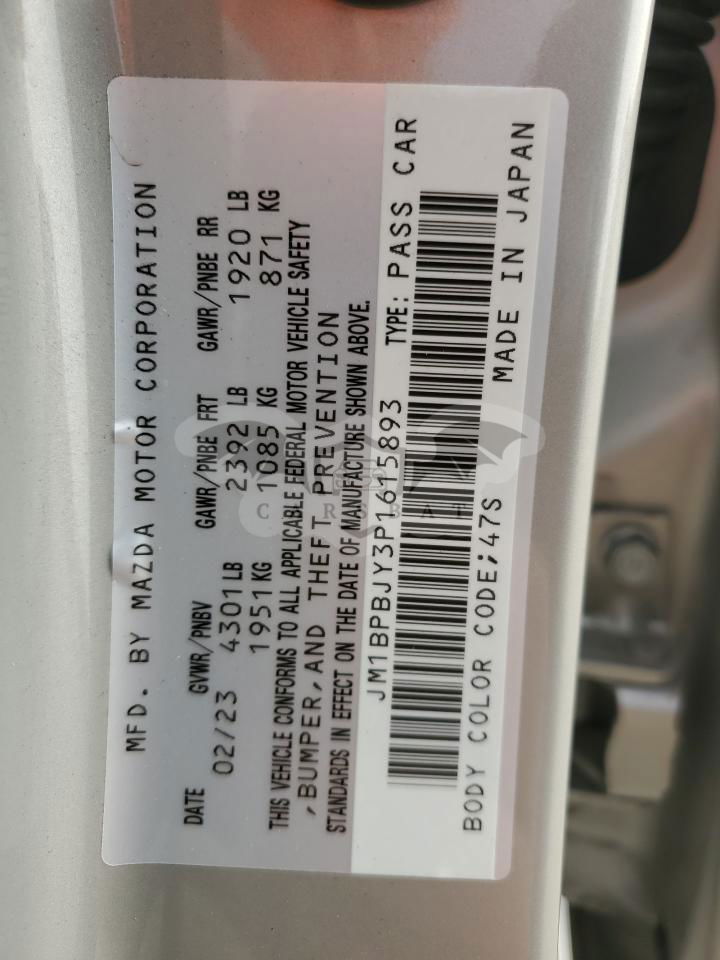 MFD. BY MAZDA MOTOR CORPORATION
DATE GVWR/PNBV GAWR/PNBE FRT GAWR/PNBE RR
02/23 4301LB 2392 LB 1920 LB
1951KG 1085 KG 871 KG
THIS VEHICLE CONFORMS TO ALL APPLICABLE FEDERAL MOTOR VEHICLE SAFETY
,BUMPER,AND THEFT PREVENTION
STANDARDS IN EFFECT ON THE DATE OF MANUFACTURE SHOWN ABOVE.
JM1BPBJY3P1615893 TYPE: PASS CAR
BODY COLOR CODE;47S MADE IN JAPAN